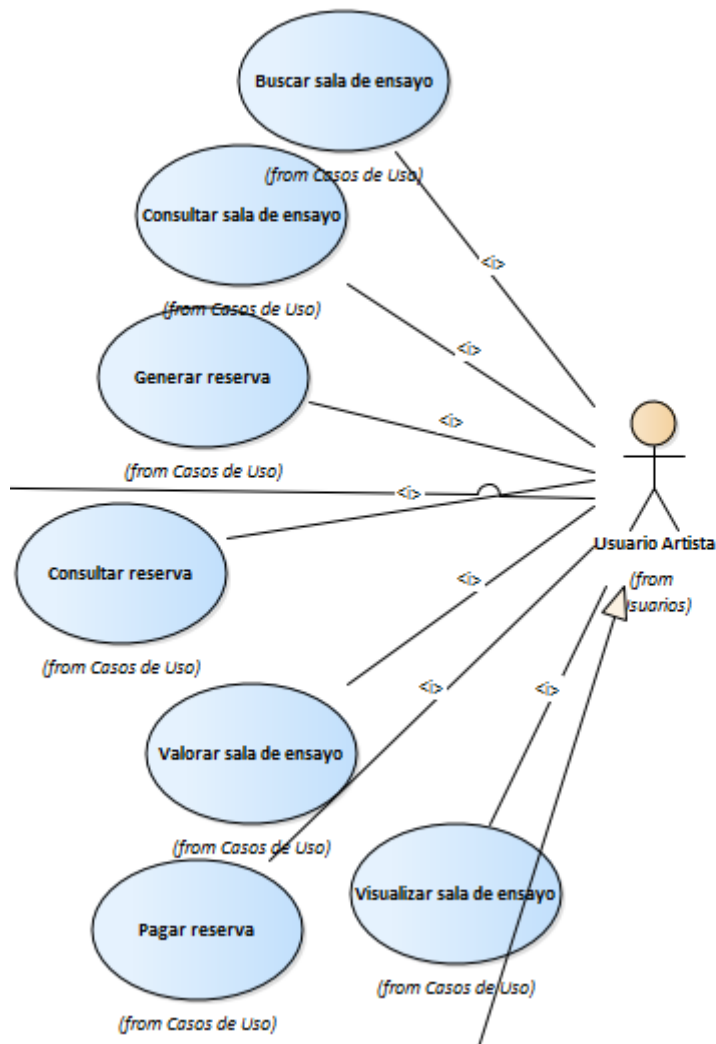 Buscar sala de ensayo
(from Casos de Uso)
Consultar sala de ensayo
(from Casos de Uso)
Generar reserva
(from Casos de Uso)
Consultar reserva
(from Casos de Uso)
Valorar sala de ensayo
(from Casos de Uso)
Pagar reserva
(from Casos de Uso)
Visualizar sala de ensayo
(from Casos de Uso)
<i>
<i>
<i>
<i>
<i>
<i>
<i>
Usuario Artista
(from
Usuarios)